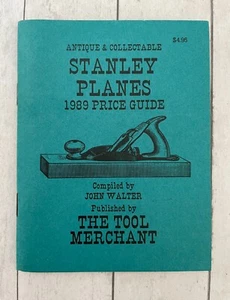 $4.95
ANTIQUE & COLLECTABLE
STANLEY
PLANES
1989 PRICE GUIDE
Compiled by
JOHN WALTER
Published by
THE TOOL
MERCHANT